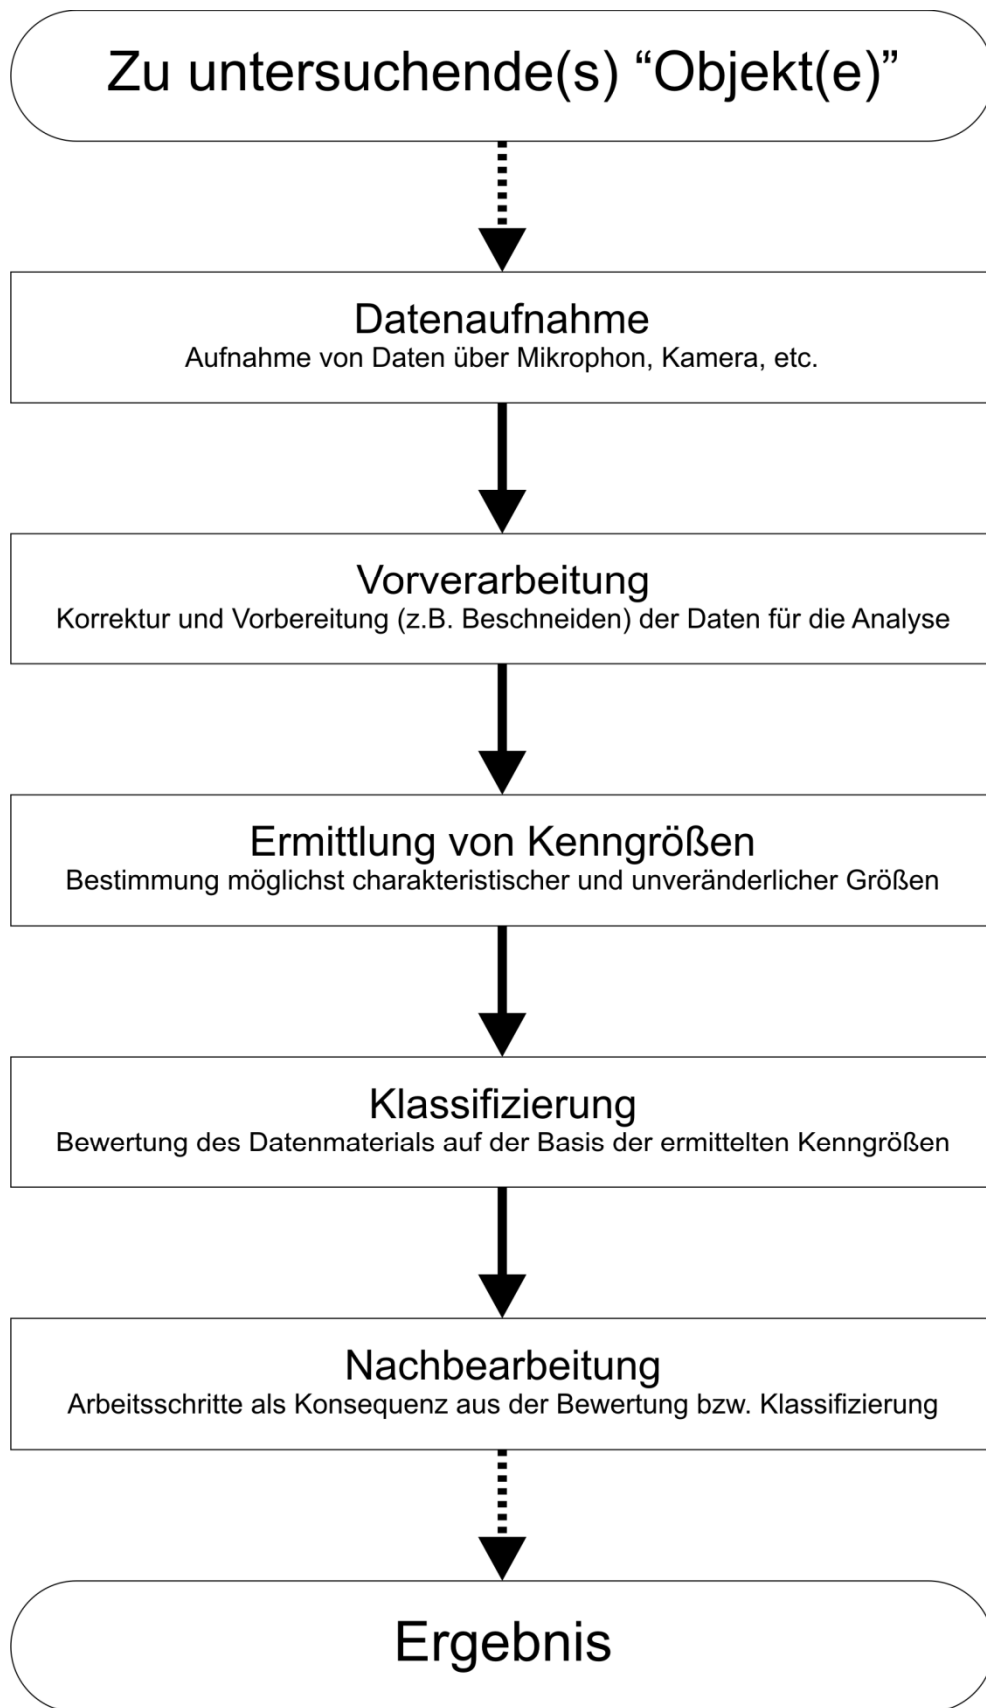 Zu untersuchende(s) “Objekt(e)”
Datenaufnahme
Aufnahme von Daten über Mikrophon, Kamera, etc.
Vorverarbeitung
Korrektur und Vorbereitung (z.B. Beschneiden) der Daten für die Analyse
Ermittlung von Kenngrößen
Bestimmung möglichst charakteristischer und unveränderlicher Größen
Klassifizierung
Bewertung des Datenmaterials auf der Basis der ermittelten Kenngrößen
Nachbearbeitung
Arbeitsschritte als Konsequenz aus der Bewertung bzw. Klassifizierung
Ergebnis